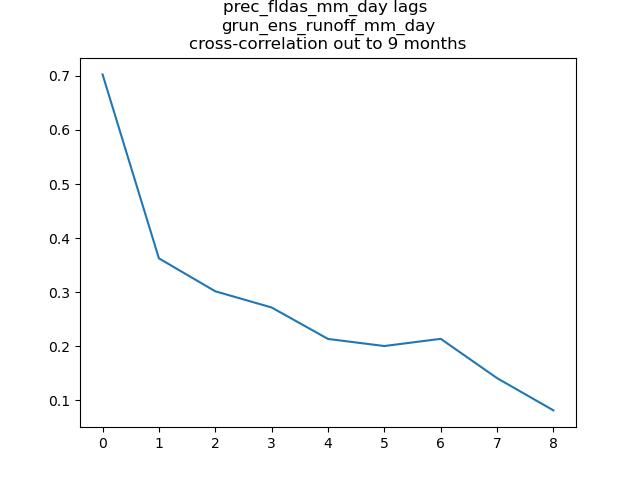 prec_fldas_mm_day lags
grun_ens_runoff_mm_day
cross-correlation out to 9 months
0.7
0.6
0.5
0.4
0.3
0.2
0.1
0 1 2 3 4 5 6 7 8